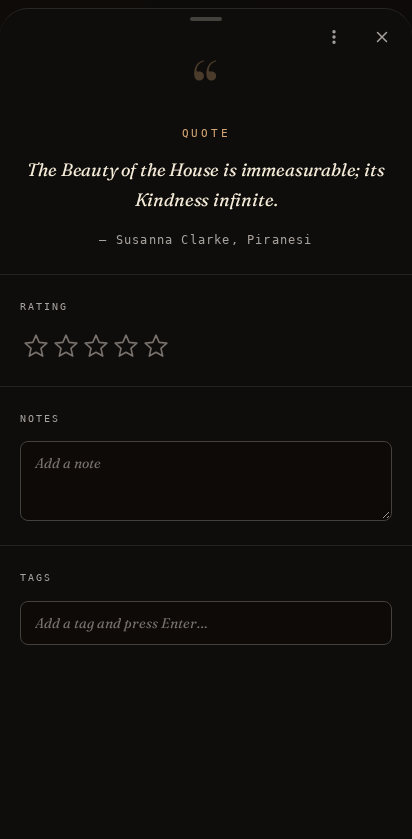 “
QUOTE
The Beauty of the House is immeasurable; its
Kindness infinite.
— Susanna Clarke, Piranesi
RATING
NOTES
Add a note
TAGS
Add a tag and press Enter...